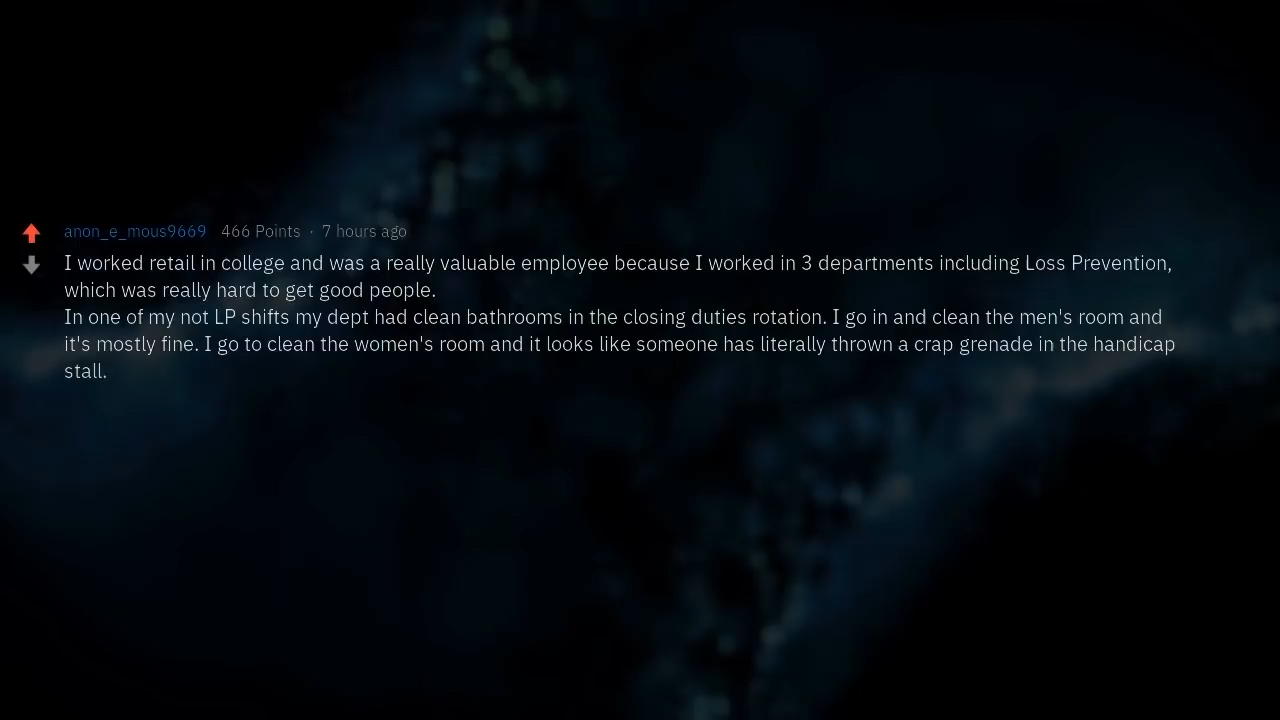 anon_e_mous9669 466 Points · 7 hours ago
I worked retail in college and was a really valuable employee because I worked in 3 departments including Loss Prevention,
which was really hard to get good people.
In one of my not LP shifts my dept had clean bathrooms in the closing duties rotation. I go in and clean the men's room and
it's mostly fine. I go to clean the women's room and it looks like someone has literally thrown a crap grenade in the handicap
stall.